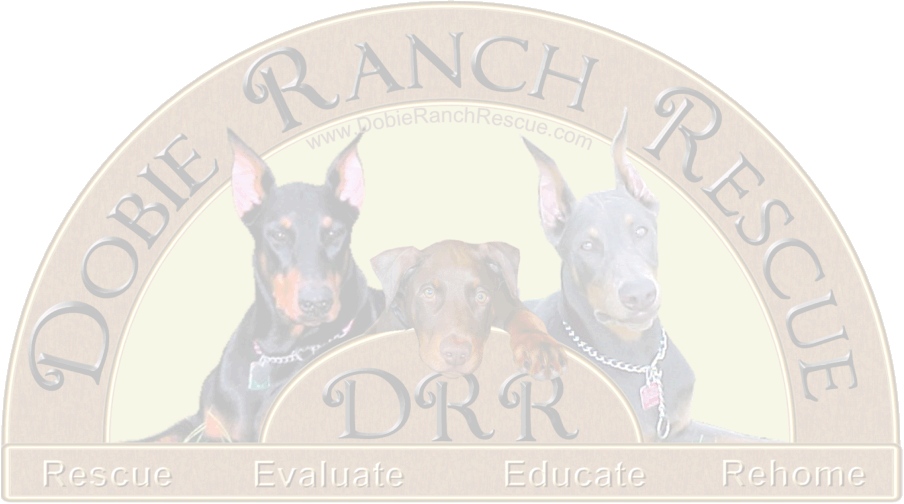 DOBIE RANCH RESCUE
www.DobieRanchRescue.com
DRR
Rescue Evaluate Educate Rehome